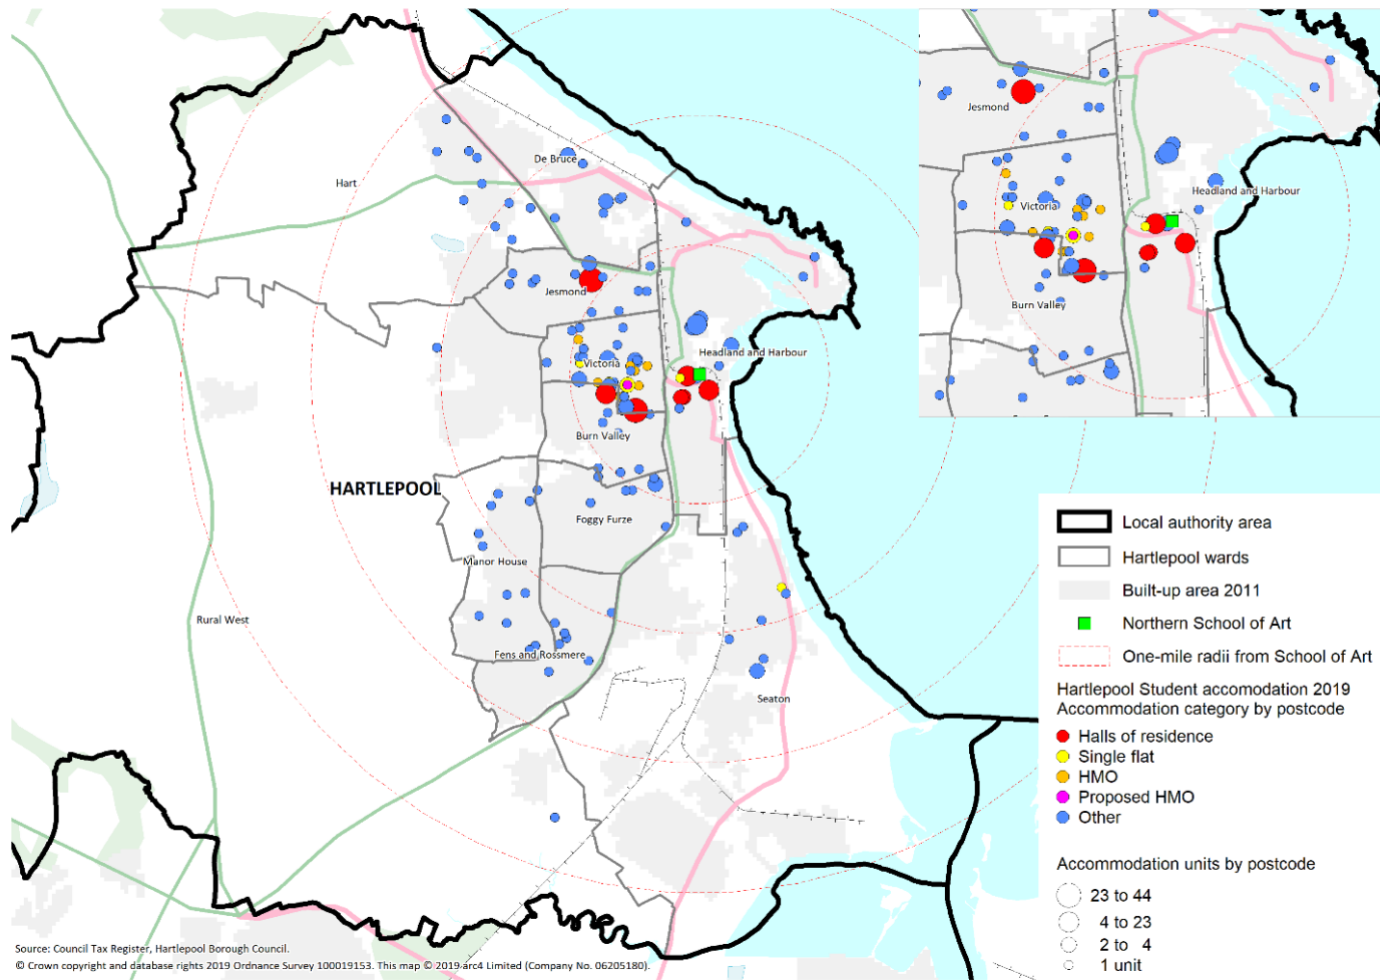 De Bruce
Hart
Jesmond
Victoria
Headland and Harbour
Burn Valley
HARTLEPOOL
Foggy Furze
Manor House
Rural West
Fens and Rossmere
Seaton
Jesmond
Headland and Harbour
Victoria
Burn Valley
Local authority area
Hartlepool wards
Built-up area 2011
Northern School of Art
One-mile radii from School of Art
Hartlepool Student accomodation 2019
Accommodation category by postcode
Halls of residence
Single flat
HMO
Proposed HMO
Other
Accommodation units by postcode
23 to 44
4 to 23
2 to 4
1 unit
Source: Council Tax Register, Hartlepool Borough Council.
© Crown copyright and database rights 2019 Ordnance Survey 100019153. This map © 2019 arc4 Limited (Company No. 06205180).